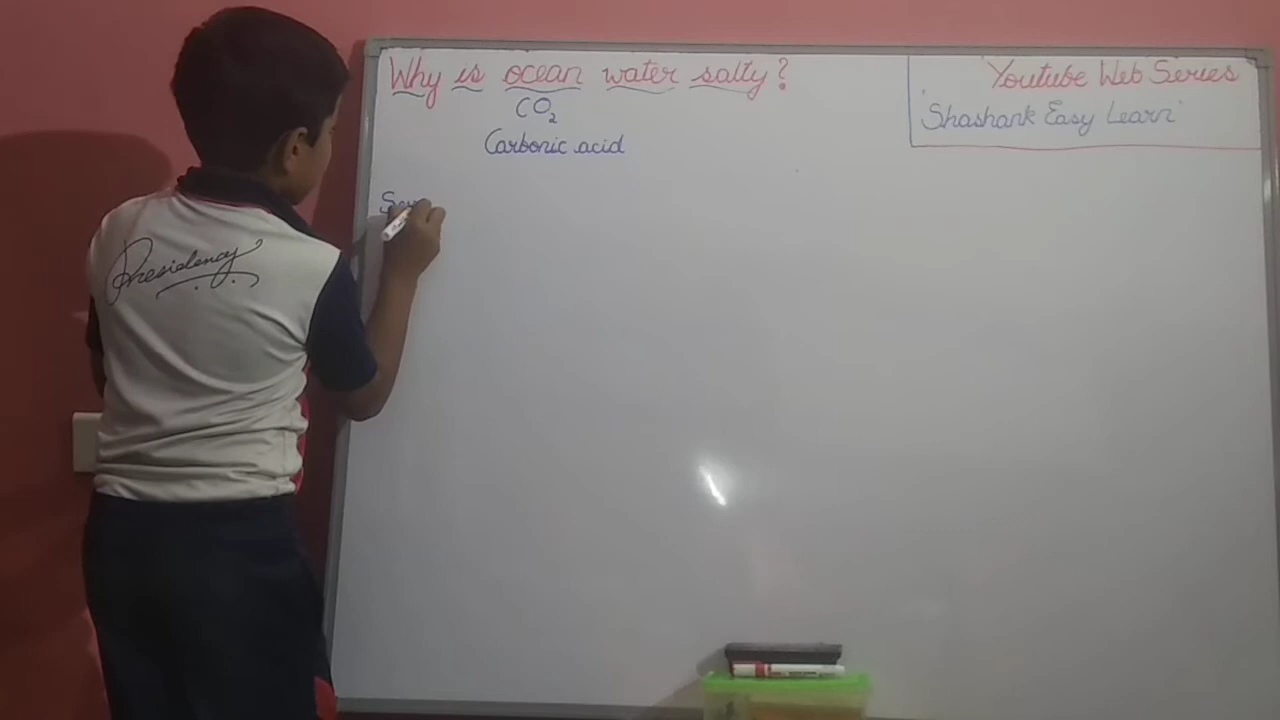 Why is ocean water salty?
CO₂
Carbonic acid
Youtube Web Series
'Shashank Easy Learn'
Presidency